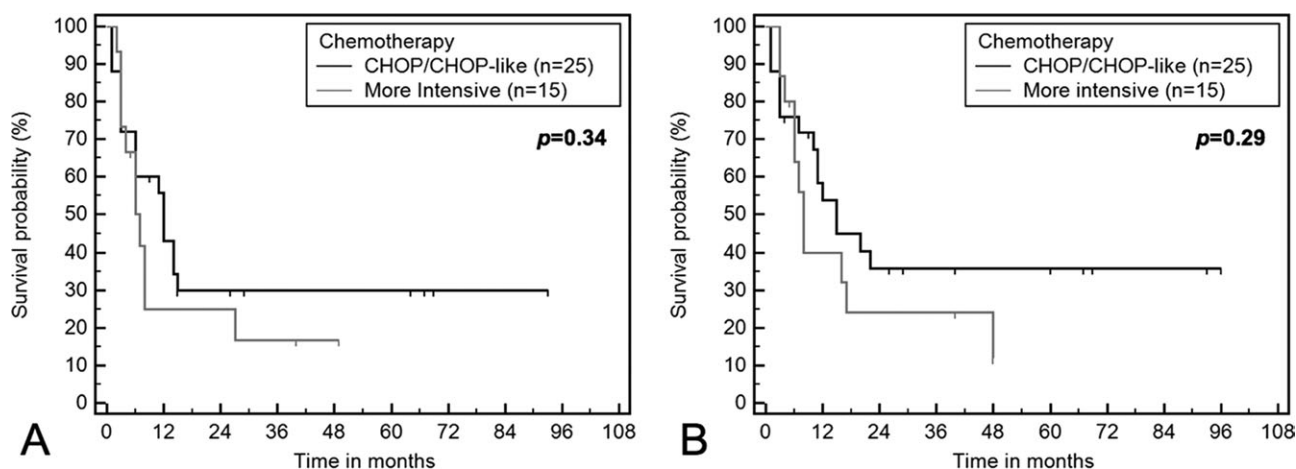 Survival probability (%)
100
90
80
70
60
50
40
30
20
10
0
Chemotherapy
CHOP/CHOP-like (n=25)
More Intensive (n=15)
p=0.34
0 12 24 36 48 60 72 84 96 108
Time in months
A
Survival probability (%)
100
90
80
70
60
50
40
30
20
10
0
Chemotherapy
CHOP/CHOP-like (n=25)
More intensive (n=15)
p=0.29
0 12 24 36 48 60 72 84 96 108
Time in months
B